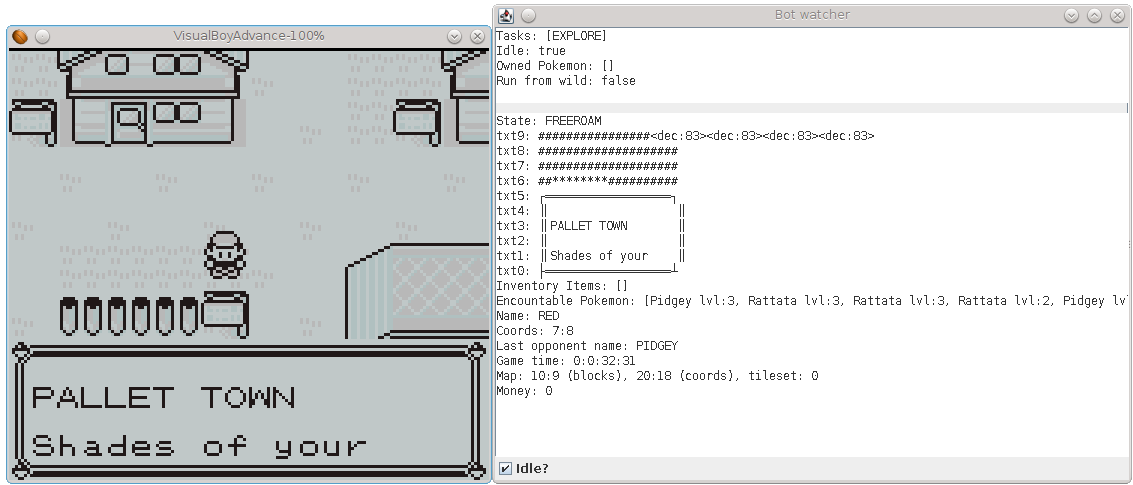 VisualBoyAdvance-100%
PALLET TOWN
Shades of your
Bot watcher
Tasks: [EXPLORE]
Idle: true
Owned Pokemon: []
Run from wild: false
State: FREEROAM
txt9: ################<dec:83><dec:83><dec:83><dec:83>
txt8: ####################
txt7: ####################
txt6: ##********##########
txt5: ┌══════════════════┐
txt4: ║                  ║
txt3: ║PALLET TOWN       ║
txt2: ║                  ║
txt1: ║Shades of your    ║
txt0: ├══════════════════┴
Inventory Items: []
Encountable Pokemon: [Pidgey lvl:3, Rattata lvl:3, Rattata lvl:3, Rattata lvl:2, Pidgey lvl
Name: RED
Coords: 7:8
Last opponent name: PIDGEY
Game time: 0:0:32:31
Map: 10:9 (blocks), 20:18 (coords), tileset: 0
Money: 0
Idle?